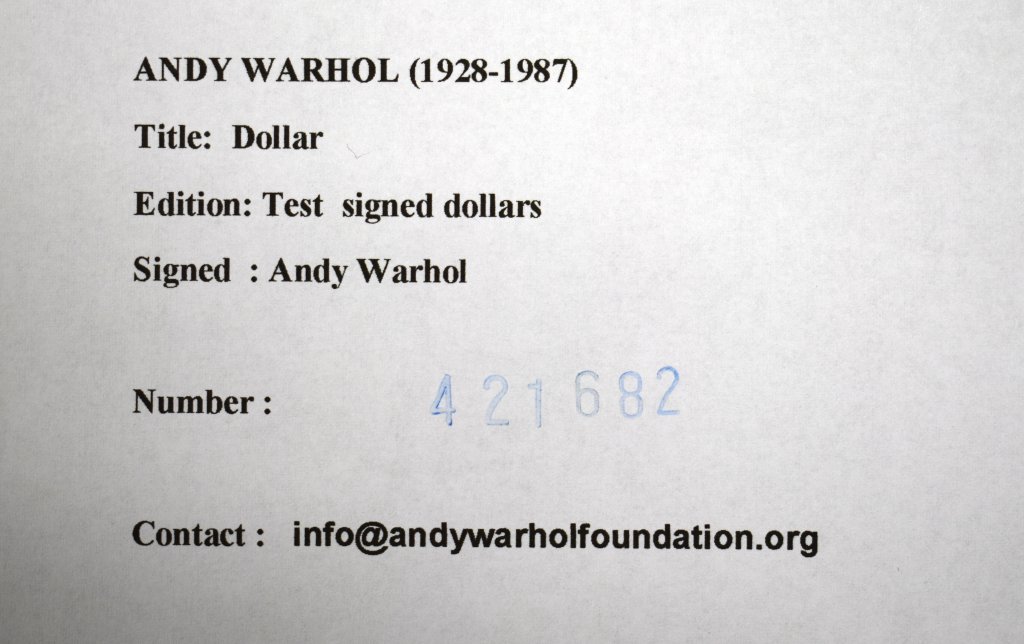 ANDY WARHOL (1928-1987)
Title: Dollar
Edition: Test signed dollars
Signed : Andy Warhol
Number : 421682
Contact : info@andywarholfoundation.org